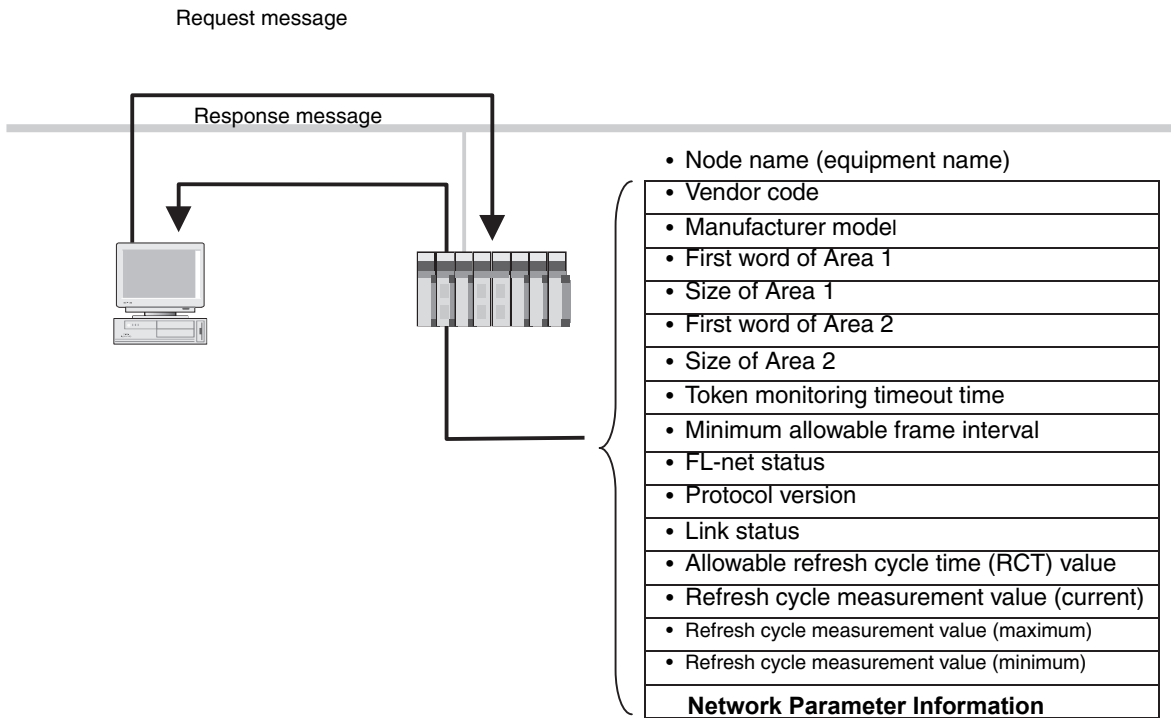 Request message
Response message
• Node name (equipment name)
• Vendor code
• Manufacturer model
• First word of Area 1
• Size of Area 1
• First word of Area 2
• Size of Area 2
• Token monitoring timeout time
• Minimum allowable frame interval
• FL-net status
• Protocol version
• Link status
• Allowable refresh cycle time (RCT) value
• Refresh cycle measurement value (current)
• Refresh cycle measurement value (maximum)
• Refresh cycle measurement value (minimum)
Network Parameter Information